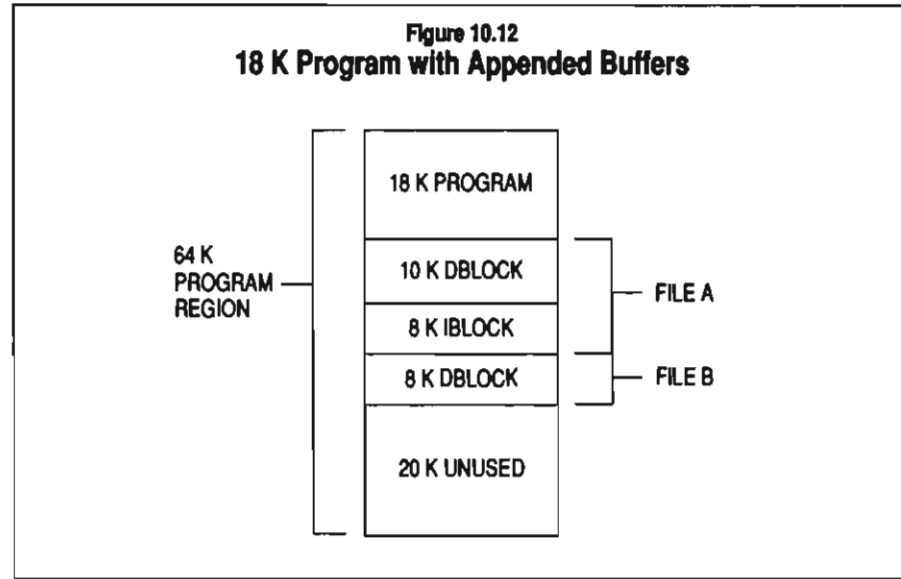 Figure 10.12
18 K Program with Appended Buffers
18 K PROGRAM
64 K
PROGRAM
REGION
10 K DBLOCK
8 K IBLOCK
FILE A
8 K DBLOCK
FILE B
20 K UNUSED